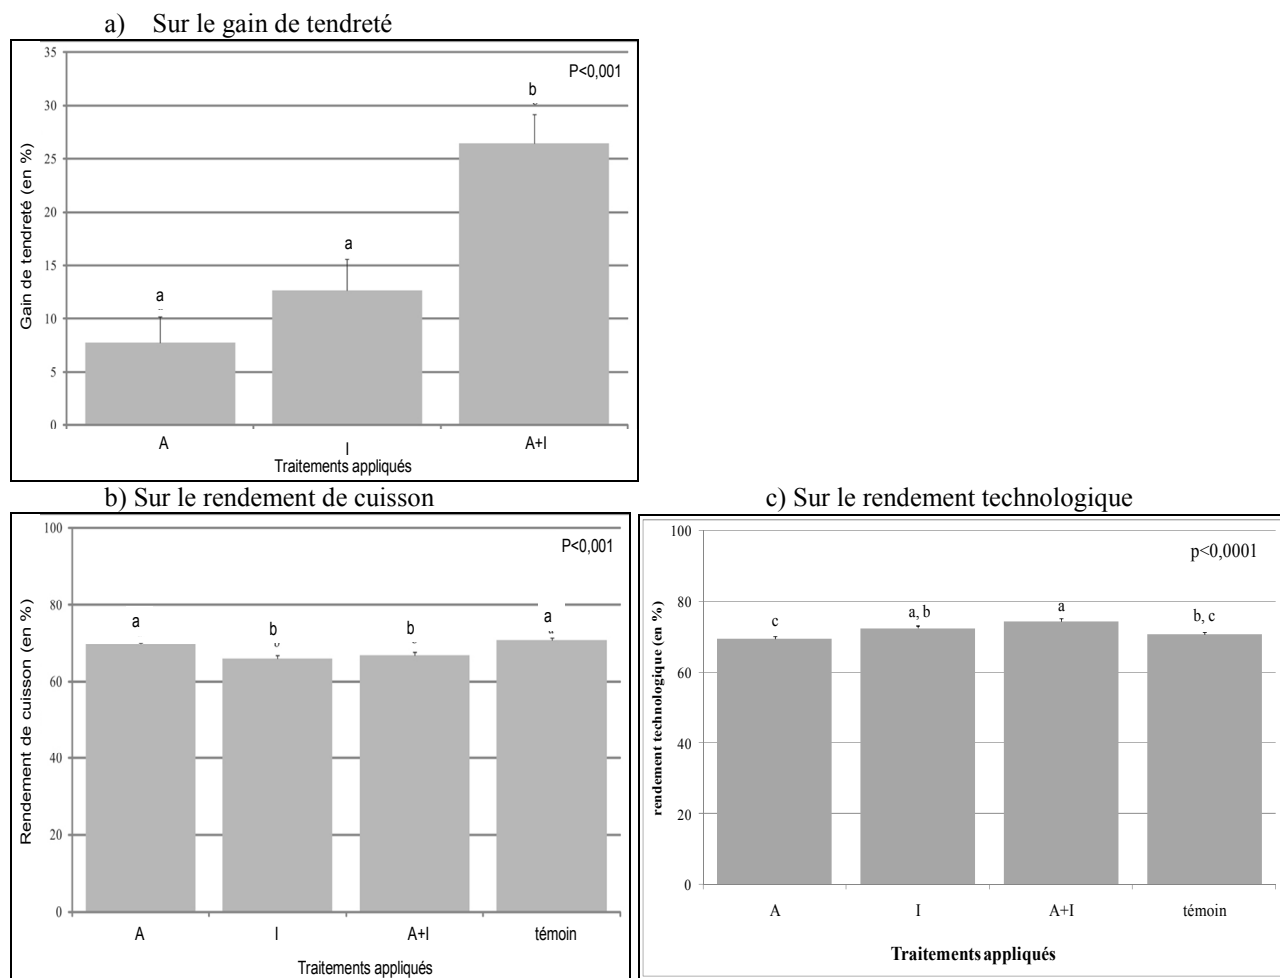 a) Sur le gain de tendreté
35
P<0,001
30
b
25
20
15
a
10
a
5
0
Gain de tendreté (en %)
A
I
A+I
Traitements appliqués
b) Sur le rendement de cuisson
100
P<0,001
80
a
b
b
a
60
40
20
0
Rendement de cuisson (en %)
A
I
A+I
témoin
Traitements appliqués
c) Sur le rendement technologique
100
p<0,0001
80
c
a, b
a
b, c
60
40
20
0
rendement technologique (en %)
A
I
A+I
témoin
Traitements appliqués